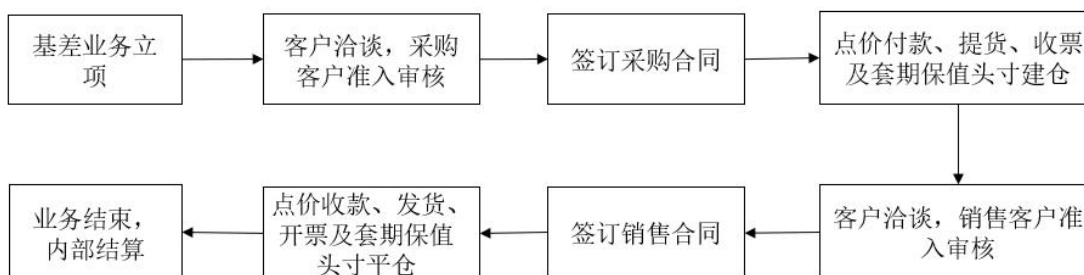 基差业务立
项
客户洽谈，采购
客户准入审核
签订采购合同
点价付款、提货、收票
及套期保值头寸建仓
客户洽谈，销售客户准
入审核
签订销售合同
点价收款、发货、
开票及套期保值
头寸平仓
业务结束，
内部结算